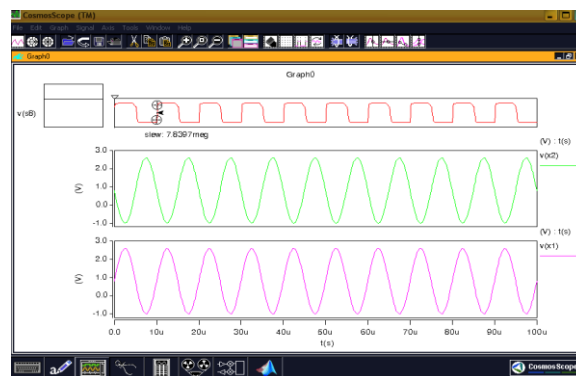 CosmosScope (TM)
File Edit Graph Signal Axis Tools Window Help
Graph0
Graph0
v(sB)
slew: 7.8397meg
(V) : t(s)
v(x2)
3.0
2.0
1.0
0.0
-1.0
(V)
(V) : t(s)
v(x1)
3.0
2.0
1.0
0.0
-1.0
(V)
0.0 10u 20u 30u 40u 50u 60u 70u 80u 90u 100u
t(s)
CosmosScope